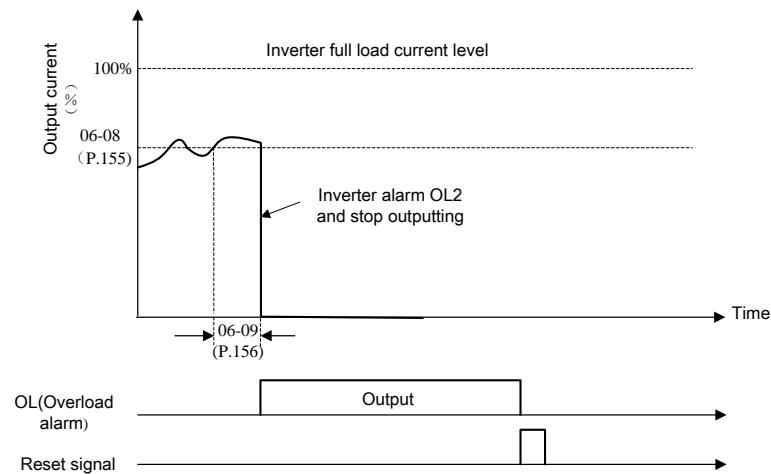 Output current
(%)
Inverter full load current level
100%
06-08
(P.155)
Inverter alarm OL2
and stop outputting
Time
06-09
(P.156)
OL(Overload
alarm)
Output
Reset signal